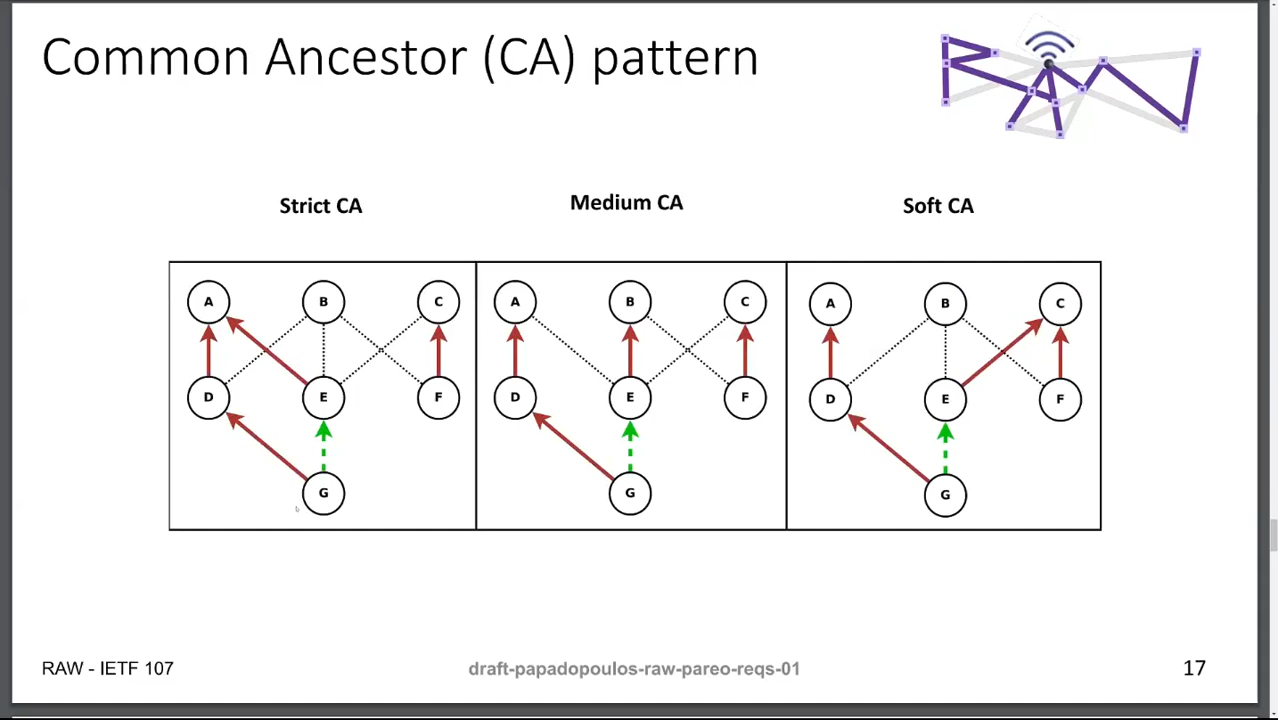 Common Ancestor (CA) pattern
Strict CA
Medium CA
Soft CA
A B C
D E F
G
A B C
D E F
G
A B C
D E F
G
RAW - IETF 107
draft-papadopoulos-raw-pareo-reqs-01
17